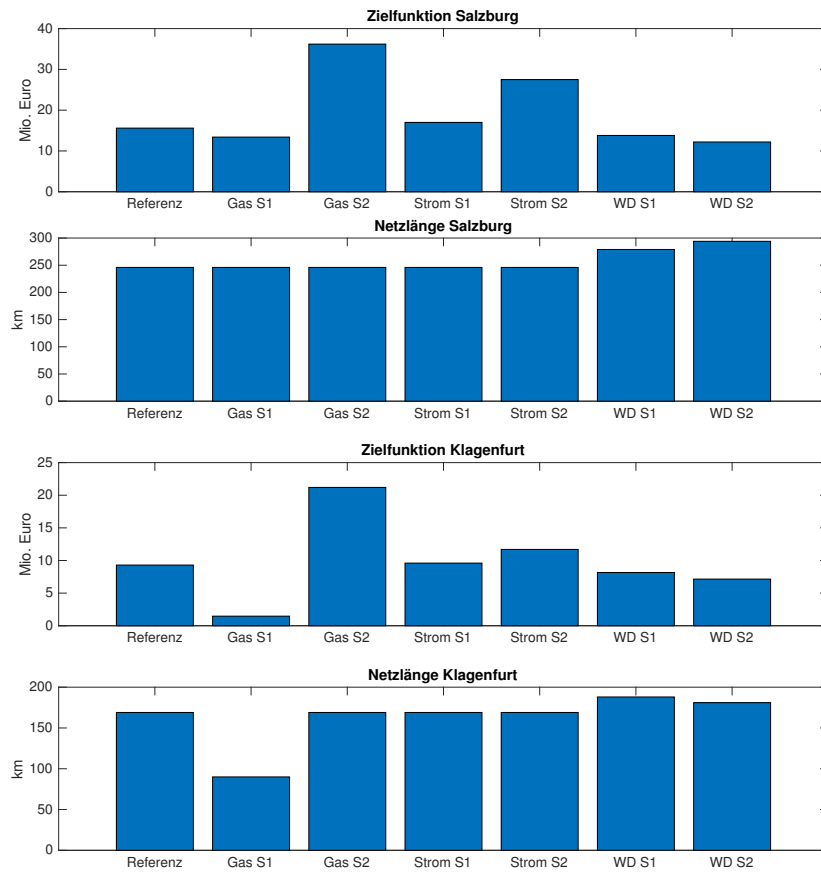 Zielfunktion Salzburg
40
30
20
10
0
Mio. Euro
Referenz Gas S1 Gas S2 Strom S1 Strom S2 WD S1 WD S2
Netzlänge Salzburg
300
250
200
150
100
50
0
km
Referenz Gas S1 Gas S2 Strom S1 Strom S2 WD S1 WD S2
Zielfunktion Klagenfurt
25
20
15
10
5
0
Mio. Euro
Referenz Gas S1 Gas S2 Strom S1 Strom S2 WD S1 WD S2
Netzlänge Klagenfurt
200
150
100
50
0
km
Referenz Gas S1 Gas S2 Strom S1 Strom S2 WD S1 WD S2